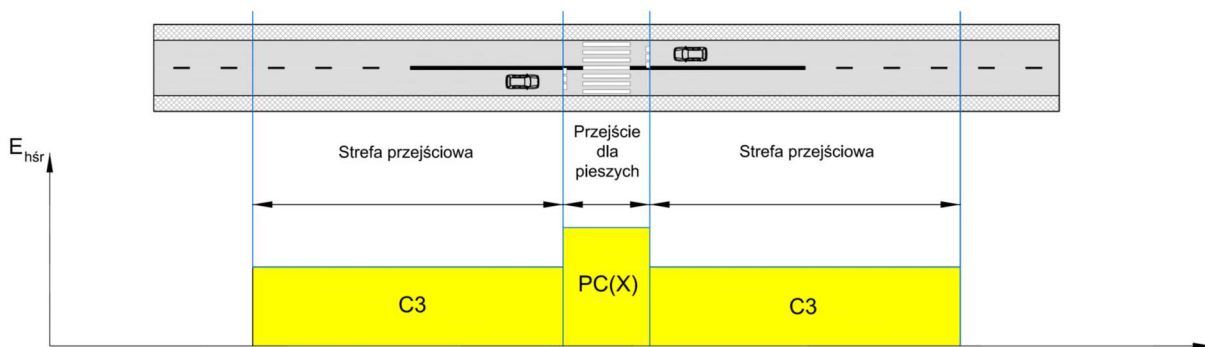 E hśr
Strefa przejściowa
Przejście
dla
pieszych
Strefa przejściowa
C3
PC(X)
C3